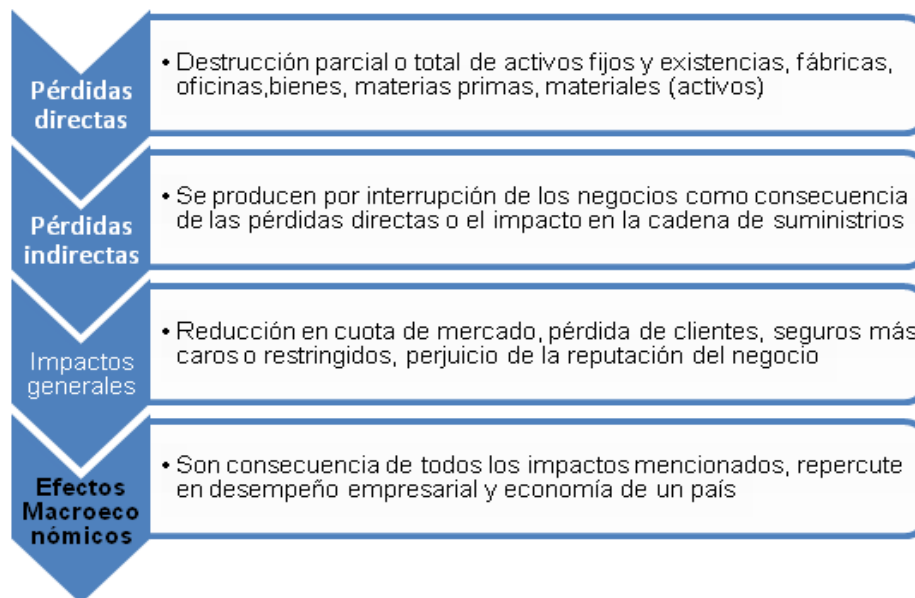 Pérdidas
directas
• Destrucción parcial o total de activos fijos y existencias, fábricas,
oficinas,bienes, materias primas, materiales (activos)
Pérdidas
indirectas
• Se producen por interrupción de los negocios como consecuencia
de las pérdidas directas o el impacto en la cadena de suministrios
Impactos
generales
• Reducción en cuota de mercado, pérdida de clientes, seguros más
caros o restringidos, perjuicio de la reputación del negocio
Efectos
Macroeco
nómicos
• Son consecuencia de todos los impactos mencionados, repercute
en desempeño empresarial y economía de un país